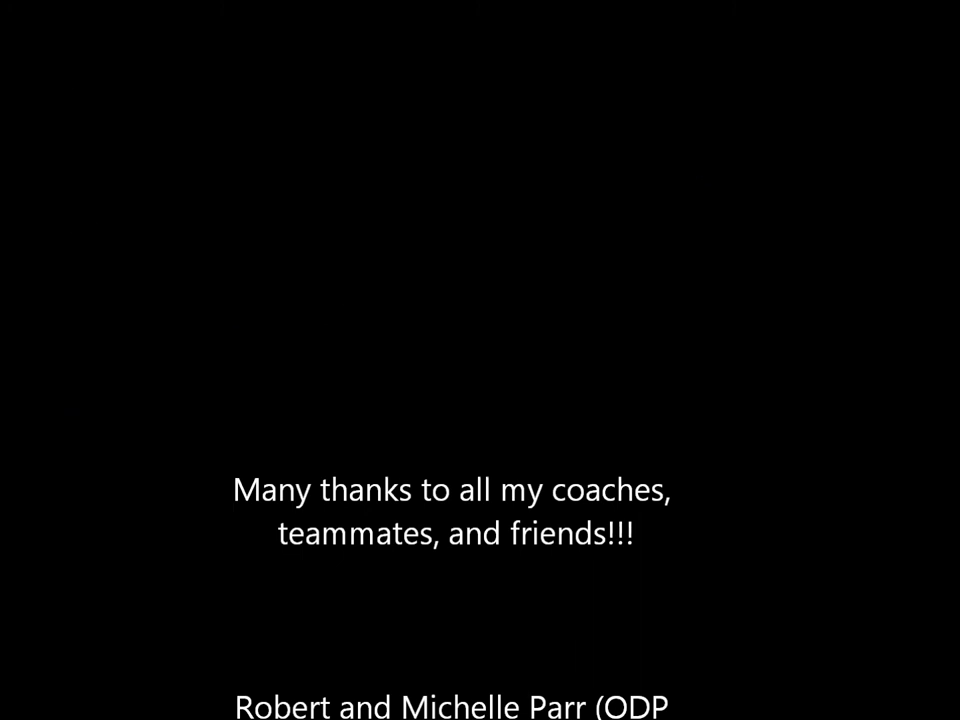 Many thanks to all my coaches,
teammates, and friends!!!
Robert and Michelle Parr (ODP